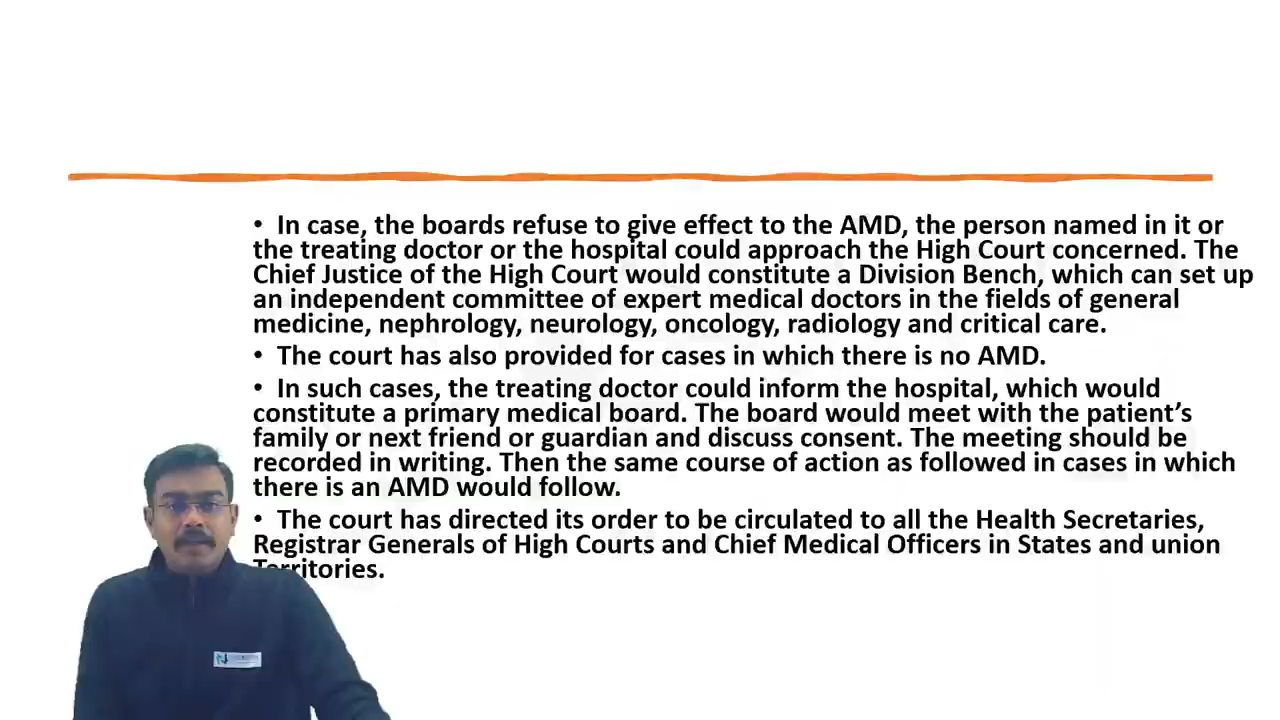 • In case, the boards refuse to give effect to the AMD, the person named in it or
the treating doctor or the hospital could approach the High Court concerned. The
Chief Justice of the High Court would constitute a Division Bench, which can set up
an independent committee of expert medical doctors in the fields of general
medicine, nephrology, neurology, oncology, radiology and critical care.
• The court has also provided for cases in which there is no AMD.
• In such cases, the treating doctor could inform the hospital, which would
constitute a primary medical board. The board would meet with the patient’s
family or next friend or guardian and discuss consent. The meeting should be
recorded in writing. Then the same course of action as followed in cases in which
there is an AMD would follow.
• The court has directed its order to be circulated to all the Health Secretaries,
Registrar Generals of High Courts and Chief Medical Officers in States and union
Territories.